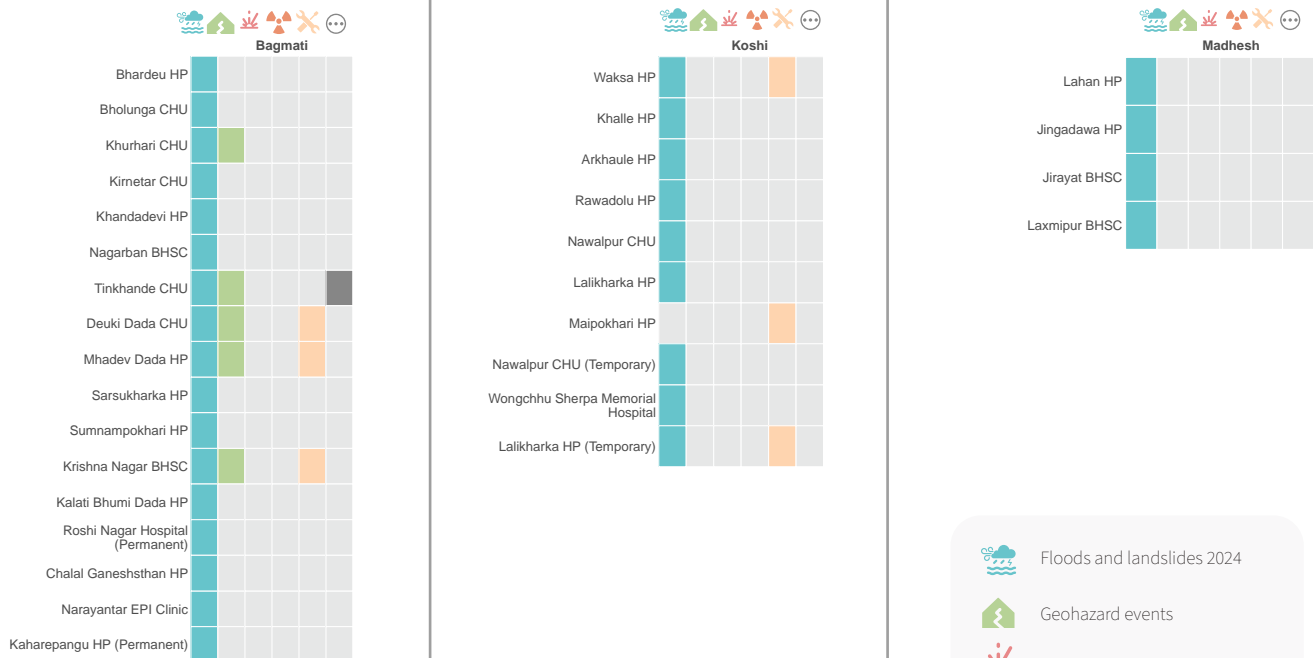 Bagmati
Bhardeu HP
Bholunga CHU
Khurhari CHU
Kirnetar CHU
Khandadevi HP
Nagarban BHSC
Tinkhande CHU
Deuki Dada CHU
Mhadev Dada HP
Sarsukharka HP
Sumnampokhari HP
Krishna Nagar BHSC
Kalati Bhumi Dada HP
Roshi Nagar Hospital
(Permanent)
Chalal Ganeshsthan HP
Narayantar EPI Clinic
Kaharepangu HP (Permanent)
Koshi
Waksa HP
Khalle HP
Arkhaule HP
Rawadolu HP
Nawalpur CHU
Lalikharka HP
Maipokhari HP
Nawalpur CHU (Temporary)
Wongchhu Sherpa Memorial
Hospital
Lalikharka HP (Temporary)
Madhesh
Lahan HP
Jingadawa HP
Jirayat BHSC
Laxmipur BHSC
Floods and landslides 2024
Geohazard events